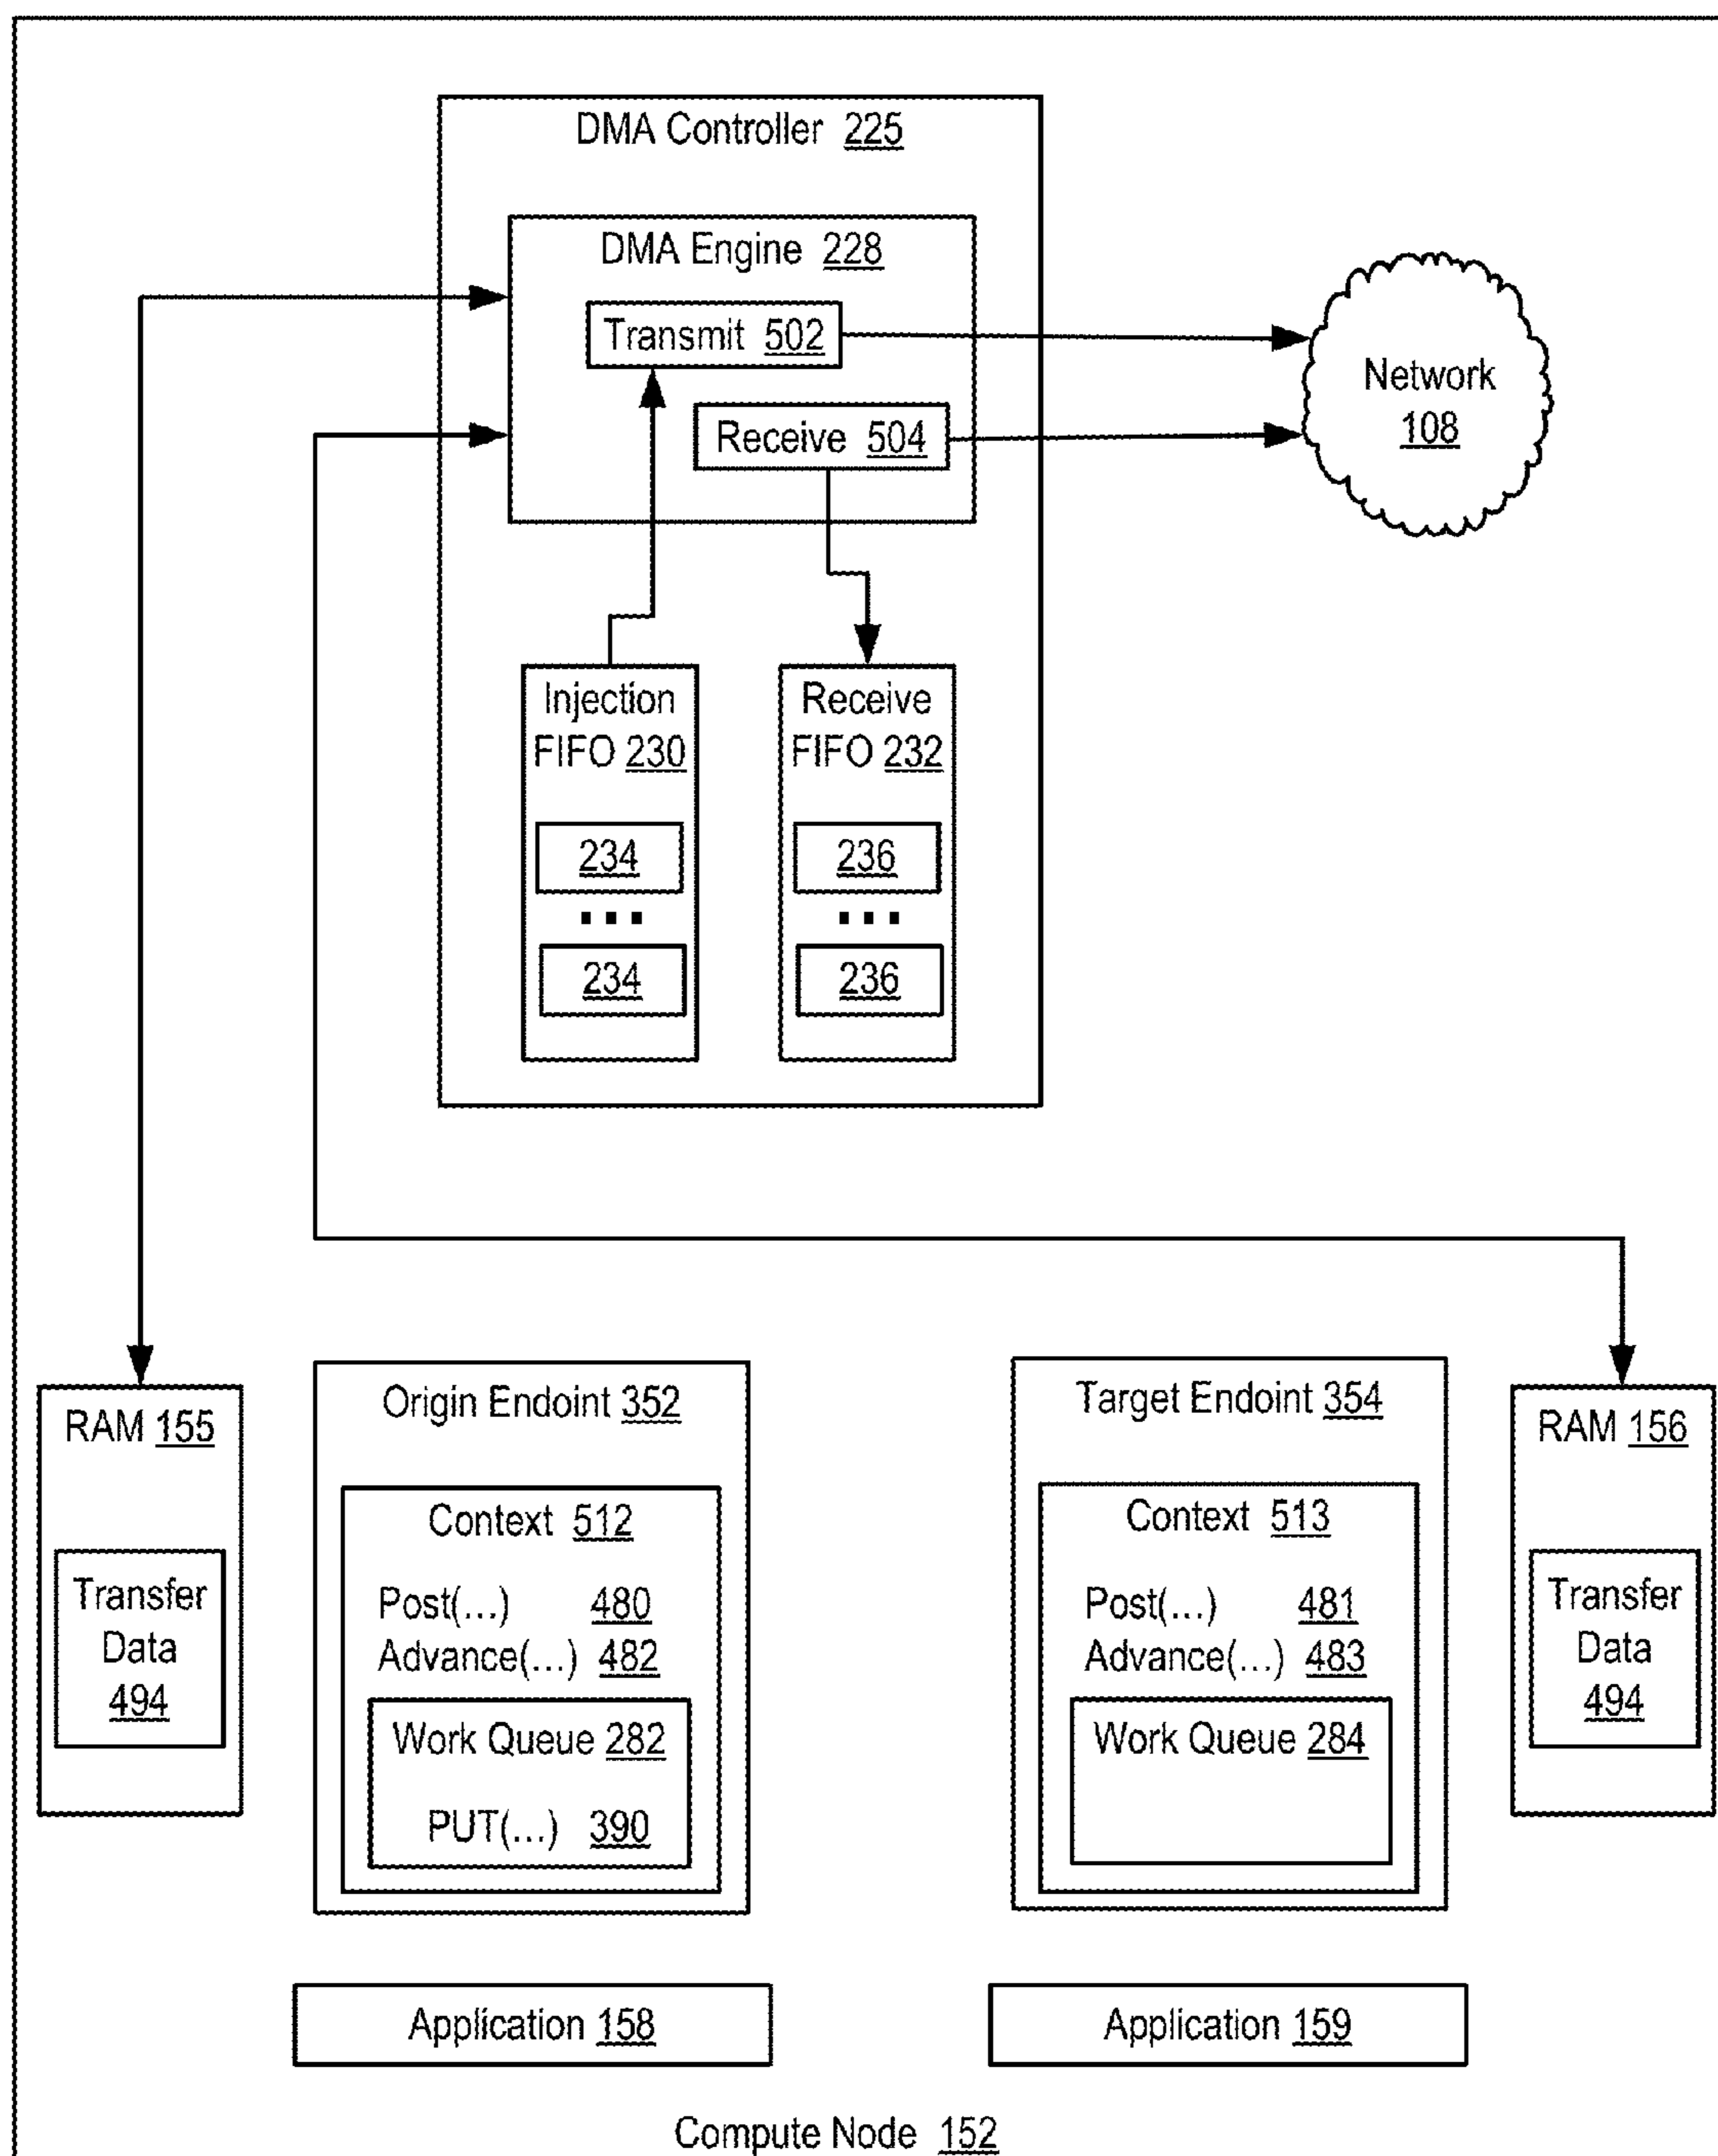 DMA Controller 225
DMA Engine 228
Transmit 502
Receive 504
Network
108
Injection
FIFO 230
234
...
234
Receive
FIFO 232
236
...
236
RAM 155
Transfer
Data
494
Origin Endoint 352
Context 512
Post(...) 480
Advance(...) 482
Work Queue 282
PUT(...) 390
Target Endoint 354
Context 513
Post(...) 481
Advance(...) 483
Work Queue 284
RAM 156
Transfer
Data
494
Application 158
Application 159
Compute Node 152